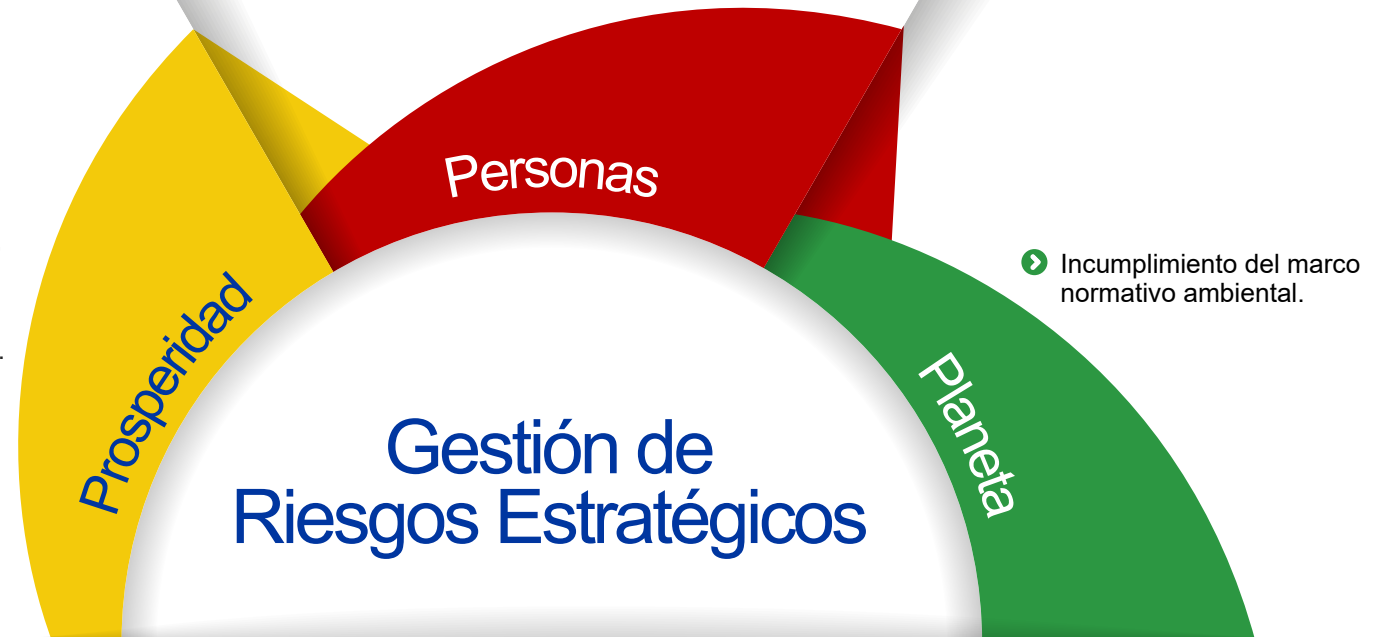 Personas
Prosperidad
Planeta
Incumplimiento del marco
normativo ambiental.
Gestión de
Riesgos Estratégicos